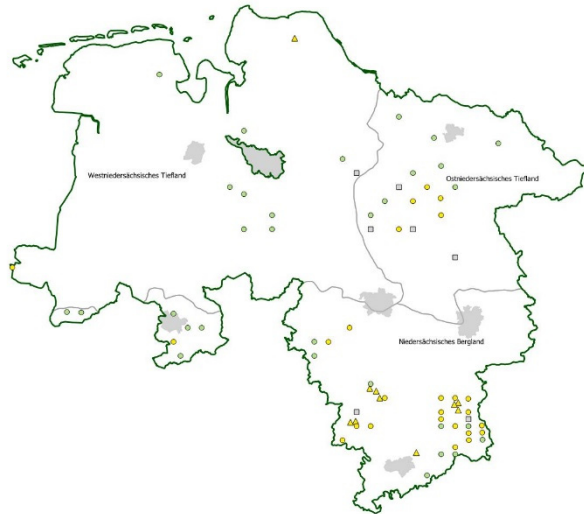 Westniedersächsisches Tiefland
Ostniedersächsisches Tiefland
Niedersächsisches Bergland